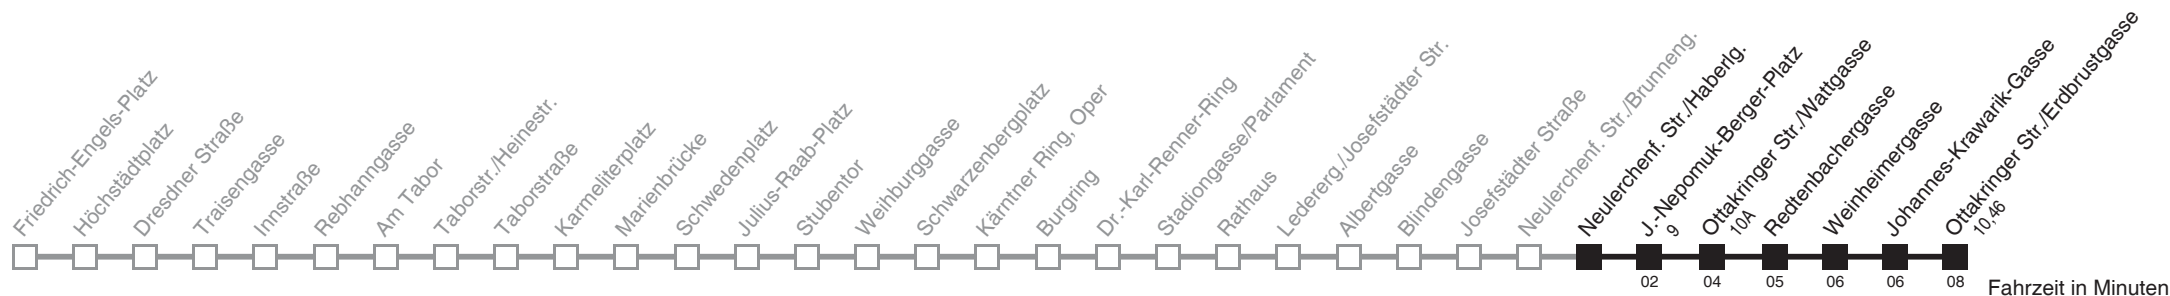 Friedrich-Engels-Platz
Höchstädtplatz
Dresdner Straße
Traisengasse
Innstraße
Rebhanngasse
Am Tabor
Taborstr./Heinestr.
Taborstraße
Karmeliterplatz
Marienbrücke
Schwedenplatz
Julius-Raab-Platz
Stubentor
Weihburggasse
Schwarzenbergplatz
Kärntner Ring, Oper
Burgring
Dr.-Karl-Renner-Ring
Stadiongasse/Parlament
Rathaus
Ledererg./Josefstädter Str.
Albertgasse
Blindengasse
Josefstädter Straße
Neulerchenf. Str./Brunneng.
Neulerchenf. Str./Haberlg.
J.-Nepomuk-Berger-Platz
9
Ottakringer Str./Wattgasse
10A
Redtenbachergasse
Weinheimergasse
Johannes-Krawarik-Gasse
Ottakringer Str./Erdbrustgasse
10,46
02 04 05 06 06 08
Fahrzeit in Minuten